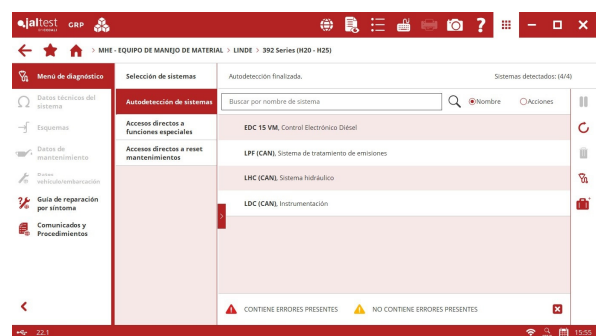 jaltest GRP
> MHE - EQUIPO DE MANEJO DE MATERIAL > LINDE > 392 Series (H20 - H25)
Menú de diagnóstico
Datos técnicos del
sistema
Esquemas
Datos de
mantenimiento
Datos
vehículo/embarcación
Guía de reparación
por síntoma
Comunicados y
Procedimientos
Selección de sistemas
Autodetección de sistemas
Accesos directos a
funciones especiales
Accesos directos a reset
mantenimientos
Autodetección finalizada.
Sistemas detectados: (4/4)
Buscar por nombre de sistema
Nombre
Acciones
EDC 15 VM, Control Electrónico Diésel
LPF (CAN), Sistema de tratamiento de emisiones
LHC (CAN), Sistema hidráulico
LDC (CAN), Instrumentación
CONTIENE ERRORES PRESENTES
NO CONTIENE ERRORES PRESENTES
22.1
15:55